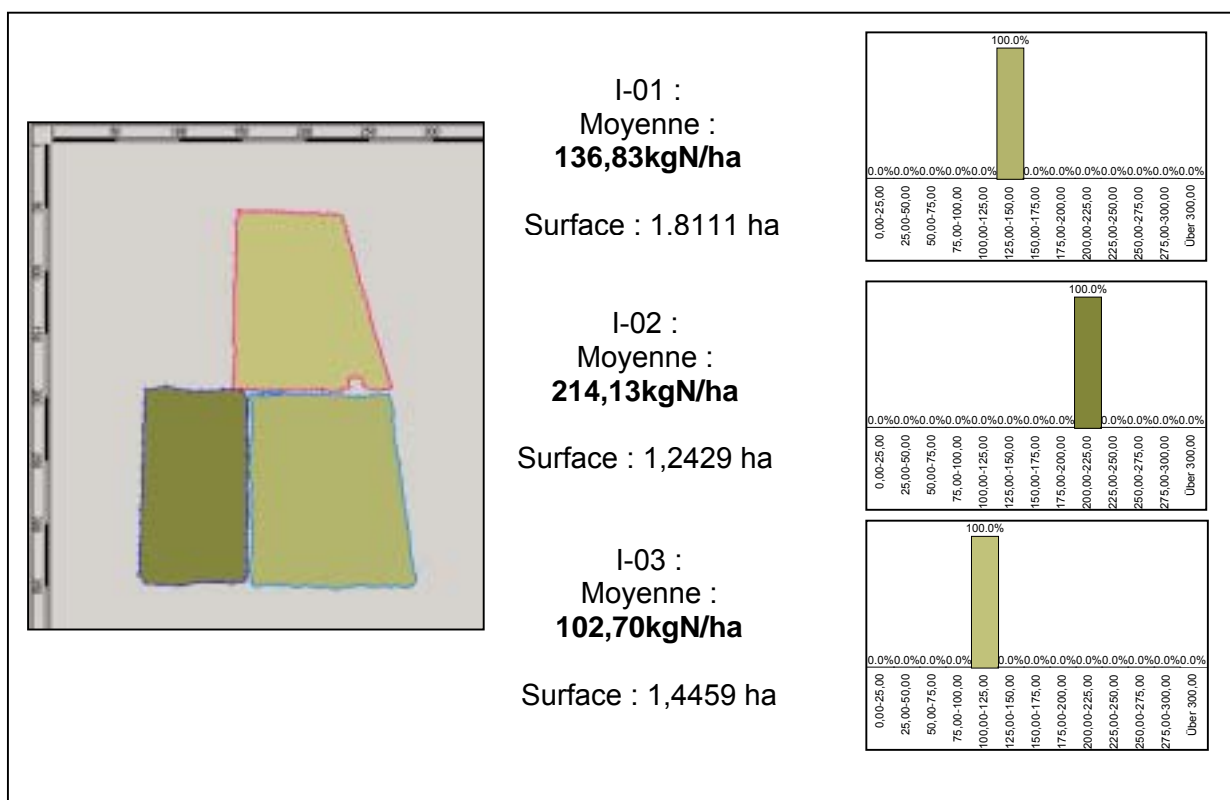 I-01 :
Moyenne :
136,83kgN/ha
Surface : 1.8111 ha
100.0%
0.0%0.0%0.0%0.0%0.0% 0.0%0.0%0.0%0.0%0.0%0.0%0.0%
0,00-25,00
25,00-50,00
50,00-75,00
75,00-100,00
100,00-125,00
125,00-150,00
150,00-175,00
175,00-200,00
200,00-225,00
225,00-250,00
250,00-275,00
275,00-300,00
Über 300,00
I-02 :
Moyenne :
214,13kgN/ha
Surface : 1,2429 ha
100.0%
0.0%0.0%0.0%0.0%0.0%0.0%0.0%0.0% 0.0%0.0%0.0%0.0%
0,00-25,00
25,00-50,00
50,00-75,00
75,00-100,00
100,00-125,00
125,00-150,00
150,00-175,00
175,00-200,00
200,00-225,00
225,00-250,00
250,00-275,00
275,00-300,00
Über 300,00
I-03 :
Moyenne :
102,70kgN/ha
Surface : 1,4459 ha
100.0%
0.0%0.0%0.0%0.0% 0.0%0.0%0.0%0.0%0.0%0.0%0.0%0.0%
0,00-25,00
25,00-50,00
50,00-75,00
75,00-100,00
100,00-125,00
125,00-150,00
150,00-175,00
175,00-200,00
200,00-225,00
225,00-250,00
250,00-275,00
275,00-300,00
Über 300,00